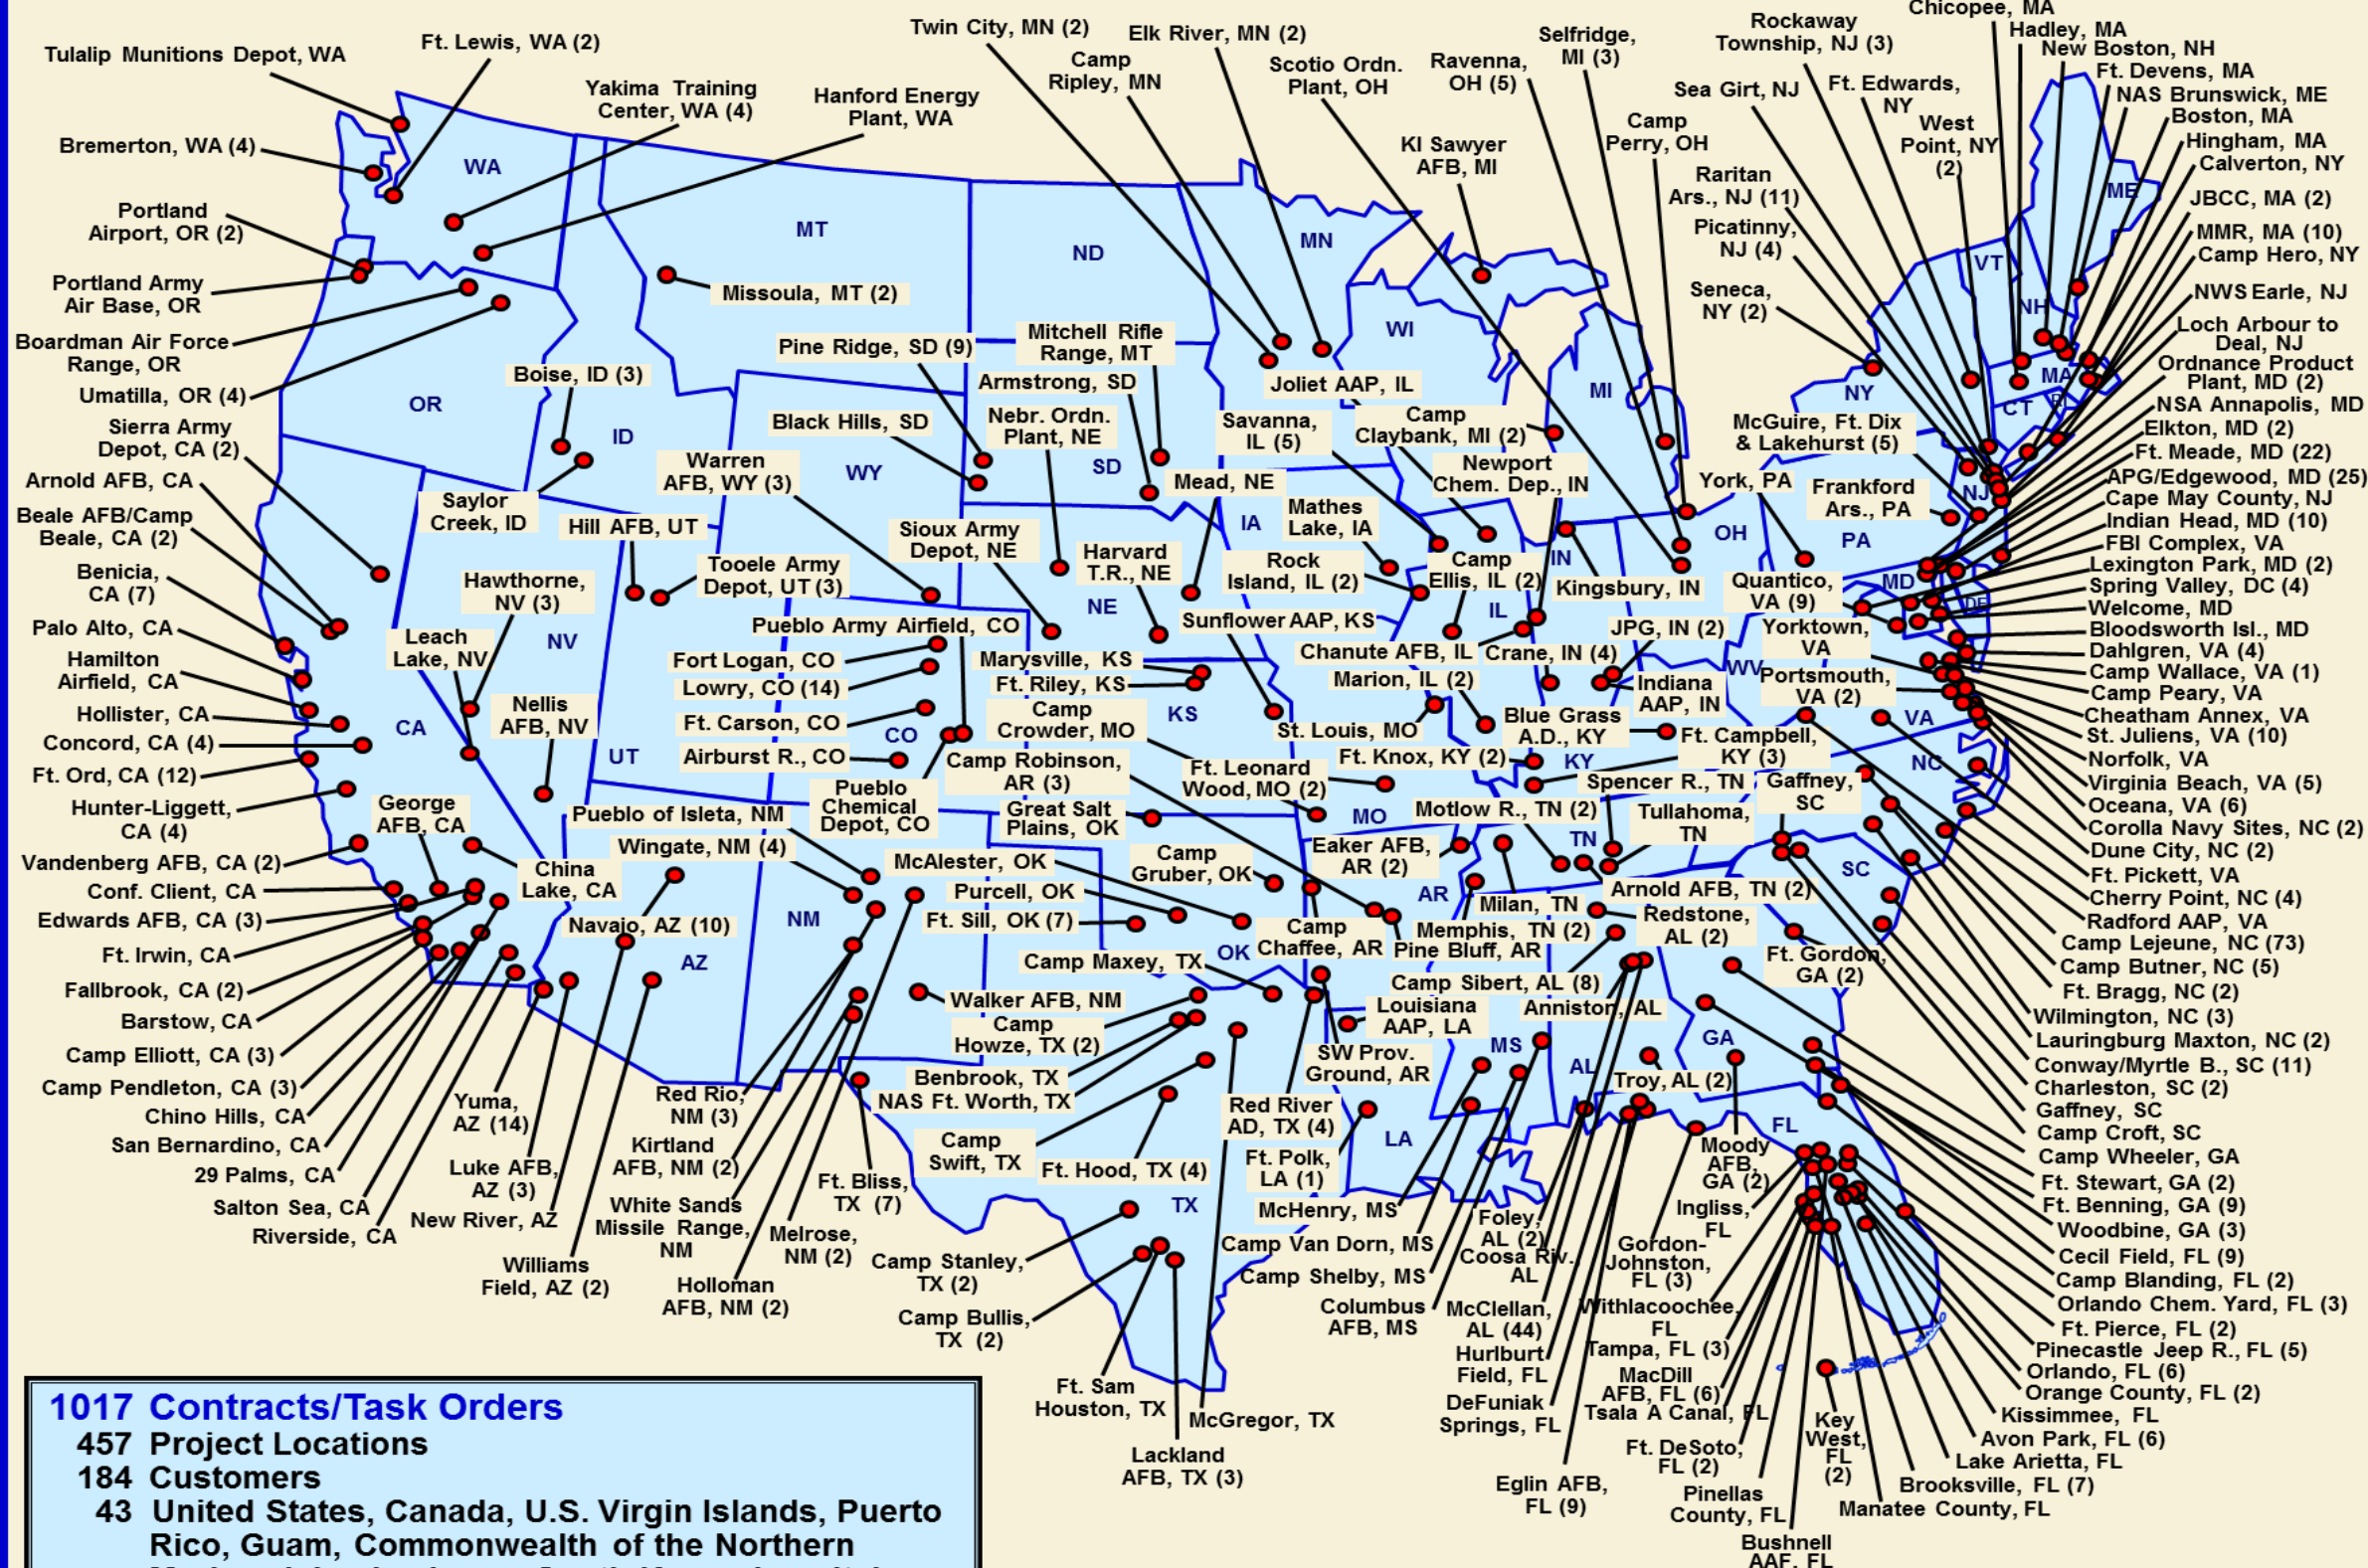 Tulalip Munitions Depot, WA
Ft. Lewis, WA (2)
Yakima Training
Center, WA (4)
Hanford Energy
Plant, WA
Twin City, MN (2)
Camp
Ripley, MN
Elk River, MN (2)
Scotio Ordn.
Plant, OH
Ravenna,
OH (5)
Selfridge,
MI (3)
Rockaway
Township, NJ (3)
Chicopee, MA
Hadley, MA
New Boston, NH
Ft. Devens, MA
NAS Brunswick, ME
Boston, MA
Hingham, MA
Calverton, NY
JBCC, MA (2)
MMR, MA (10)
Camp Hero, NY
NWS Earle, NJ
Loch Arbour to
Deal, NJ
Ordnance Product
Plant, MD (2)
NSA Annapolis, MD
Elkton, MD (2)
Ft. Meade, MD (22)
APG/Edgewood, MD (25)
Cape May County, NJ
Indian Head, MD (10)
FBI Complex, VA
Lexington Park, MD (2)
Spring Valley, DC (4)
Welcome, MD
Bloodsworth Isl., MD
Dahlgren, VA (4)
Camp Wallace, VA (1)
Camp Peary, VA
Cheatham Annex, VA
St. Juliens, VA (10)
Norfolk, VA
Virginia Beach, VA (5)
Oceana, VA (6)
Corolla Navy Sites, NC (2)
Dune City, NC (2)
Ft. Pickett, VA
Cherry Point, NC (4)
Radford AAP, VA
Camp Lejeune, NC (73)
Camp Butner, NC (5)
Ft. Bragg, NC (2)
Wilmington, NC (3)
Lauringburg Maxton, NC (2)
Conway/Myrtle B., SC (11)
Charleston, SC (2)
Gaffney, SC
Camp Croft, SC
Camp Wheeler, GA
Ft. Stewart, GA (2)
Ft. Benning, GA (9)
Woodbine, GA (3)
Cecil Field, FL (9)
Camp Blanding, FL (2)
Orlando Chem. Yard, FL (3)
Ft. Pierce, FL (2)
Pinecastle Jeep R., FL (5)
Orlando, FL (6)
Orange County, FL (2)
Kissimmee, FL
Avon Park, FL (6)
Lake Arietta, FL
Brooksville, FL (7)
Manatee County, FL
Sea Girt, NJ
Ft. Edwards,
NY
West
Point, NY
(2)
Camp
Perry, OH
KI Sawyer
AFB, MI
Raritan
Ars., NJ (11)
Picatinny,
NJ (4)
Seneca,
NY (2)
Bremerton, WA (4)
Portland
Airport, OR (2)
Portland Army
Air Base, OR
Boardman Air Force
Range, OR
Umatilla, OR (4)
Sierra Army
Depot, CA (2)
Arnold AFB, CA
Beale AFB/Camp
Beale, CA (2)
Benicia,
CA (7)
Palo Alto, CA
Hamilton
Airfield, CA
Hollister, CA
Concord, CA (4)
Ft. Ord, CA (12)
Hunter-Liggett,
CA (4)
Vandenberg AFB, CA (2)
Conf. Client, CA
Edwards AFB, CA (3)
Ft. Irwin, CA
Fallbrook, CA (2)
Barstow, CA
Camp Elliott, CA (3)
Camp Pendleton, CA (3)
Chino Hills, CA
San Bernardino, CA
29 Palms, CA
Salton Sea, CA
Riverside, CA
WA
MT
ND
MN
WI
MI
VT
NH
ME
NY
MA
CT
RI
OR
ID
WY
SD
IA
NE
IL
IN
OH
PA
NJ
MD
DE
WV
VA
NV
UT
CO
KS
MO
KY
TN
NC
SC
CA
AZ
NM
OK
AR
MS
AL
GA
FL
LA
TX
Missoula, MT (2)
Pine Ridge, SD (9)
Mitchell Rifle
Range, MT
Armstrong, SD
Black Hills, SD
Nebr. Ordn.
Plant, NE
Boise, ID (3)
Saylor
Creek, ID
Warren
AFB, WY (3)
Hill AFB, UT
Tooele Army
Depot, UT (3)
Sioux Army
Depot, NE
Harvard
T.R., NE
Mead, NE
Savanna,
IL (5)
Joliet AAP, IL
Camp
Claybank, MI (2)
Newport
Chem. Dep., IN
Mathes
Lake, IA
Rock
Island, IL (2)
Camp
Ellis, IL (2)
Kingsbury, IN
McGuire, Ft. Dix
& Lakehurst (5)
York, PA
Frankford
Ars., PA
Quantico,
VA (9)
Yorktown,
VA
Portsmouth,
VA (2)
Hawthorne,
NV (3)
Leach
Lake, NV
Nellis
AFB, NV
Pueblo Army Airfield, CO
Fort Logan, CO
Lowry, CO (14)
Ft. Carson, CO
Airburst R., CO
Pueblo
Chemical
Depot, CO
Marysville, KS
Ft. Riley, KS
Sunflower AAP, KS
Chanute AFB, IL
Crane, IN (4)
JPG, IN (2)
Indiana
AAP, IN
Marion, IL (2)
St. Louis, MO
Blue Grass
A.D., KY
Ft. Campbell,
KY (3)
Ft. Knox, KY (2)
Camp
Crowder, MO
Camp Robinson,
AR (3)
Ft. Leonard
Wood, MO (2)
Great Salt
Plains, OK
Spencer R., TN
Motlow R., TN (2)
Gaffney,
SC
Tullahoma,
TN
George
AFB, CA
China
Lake, CA
Pueblo of Isleta, NM
Wingate, NM (4)
Navajo, AZ (10)
McAlester, OK
Purcell, OK
Ft. Sill, OK (7)
Camp
Gruber, OK
Eaker AFB,
AR (2)
Camp
Chaffee, AR
Pine Bluff, AR
Milan, TN
Memphis, TN (2)
Arnold AFB, TN (2)
Redstone,
AL (2)
Ft. Gordon,
GA (2)
Camp Maxey, TX
Camp Sibert, AL (8)
Walker AFB, NM
Camp
Howze, TX (2)
Louisiana
AAP, LA
Anniston, AL
SW Prov.
Ground, AR
Benbrook, TX
NAS Ft. Worth, TX
Troy, AL (2)
Red River
AD, TX (4)
Camp
Swift, TX
Ft. Hood, TX (4)
Ft. Polk,
LA (1)
Moody
AFB,
GA (2)
Yuma,
AZ (14)
Luke AFB,
AZ (3)
New River, AZ
Williams
Field, AZ (2)
Red Rio,
NM (3)
Kirtland
AFB, NM (2)
White Sands
Missile Range,
NM
Holloman
AFB, NM (2)
Melrose,
NM (2)
Ft. Bliss,
TX (7)
Camp Stanley,
TX (2)
Camp Bullis,
TX (2)
Ft. Sam
Houston, TX
McGregor, TX
Lackland
AFB, TX (3)
McHenry, MS
Camp Van Dorn, MS
Camp Shelby, MS
Columbus
AFB, MS
Foley,
AL (2)
Coosa Riv.,
AL
McClellan,
AL (44)
Hurlburt
Field, FL
DeFuniak
Springs, FL
Eglin AFB,
FL (9)
Ingliss,
FL
Gordon-
Johnston,
FL (3)
Withlacoochee,
FL
Tampa, FL (3)
MacDill
AFB, FL (6)
Tsala A Canal, FL
Ft. DeSoto,
FL (2)
Pinellas
County, FL
Bushnell
AAF, FL
Key
West,
FL
(2)
1017 Contracts/Task Orders
457 Project Locations
184 Customers
43 United States, Canada, U.S. Virgin Islands, Puerto
Rico, Guam, Commonwealth of the Northern